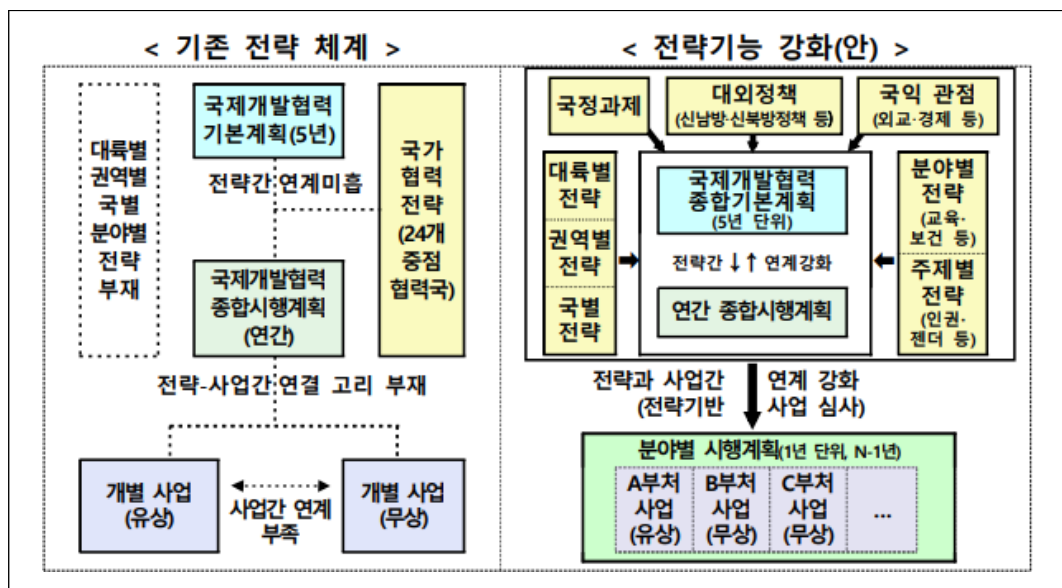 < 기존 전략 체계 >
대륙별
권역별
국별
분야별
전략
부재
국제개발협력
기본계획(5년)
전략간 연계미흡
국가
협력
전략
(24개
중점
협력국)
국제개발협력
종합시행계획
(연간)
전략-사업간 연결 고리 부재
개별 사업
(유상)
사업간 연계
부족
개별 사업
(무상)
< 전략기능 강화(안) >
국정과제
대외정책
(신남방·신북방정책 등)
국익 관점
(외교·경제 등)
대륙별
전략
권역별
전략
국별
전략
국제개발협력
종합기본계획
(5년 단위)
전략간 ↓↑ 연계강화
연간 종합시행계획
분야별
전략
(교육·
보건 등)
주제별
전략
(인권·
젠더 등)
전략과 사업간 연계 강화
(전략기반 사업 심사)
분야별 시행계획(1년 단위, N-1년)
A부처
사업
(유상)
B부처
사업
(무상)
C부처
사업
(무상)
...